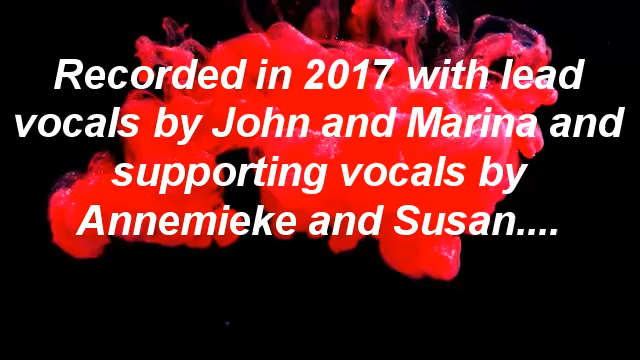 Recorded in 2017 with lead
vocals by John and Marina and
supporting vocals by
Annemieke and Susan....